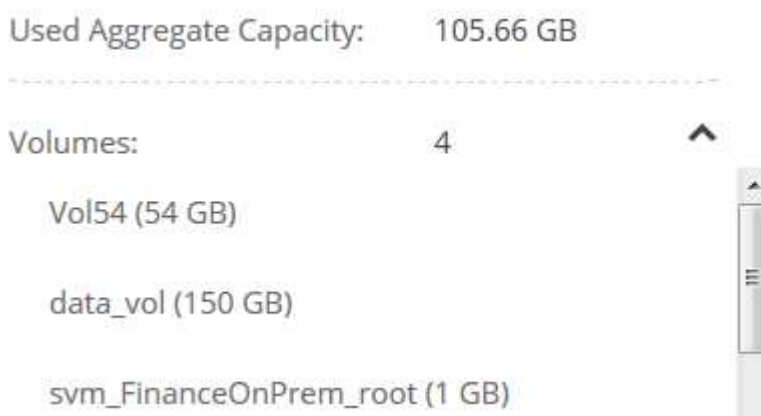 Used Aggregate Capacity: 105.66 GB
Volumes: 4
Vol54 (54 GB)
data_vol (150 GB)
svm_FinanceOnPrem_root (1 GB)